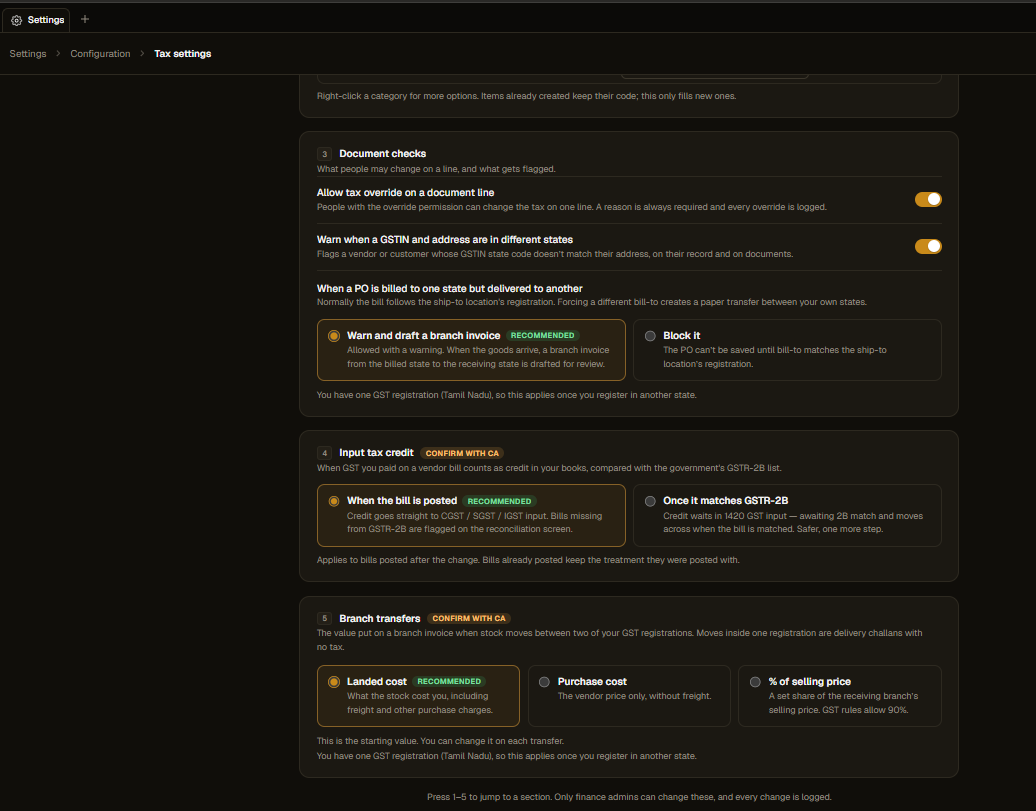 Settings
Settings > Configuration > Tax settings
Right-click a category for more options. Items already created keep their code; this only fills new ones.
3 Document checks
What people may change on a line, and what gets flagged.
Allow tax override on a document line
People with the override permission can change the tax on one line. A reason is always required and every override is logged.
Warn when a GSTIN and address are in different states
Flags a vendor or customer whose GSTIN state code doesn't match their address, on their record and on documents.
When a PO is billed to one state but delivered to another
Normally the bill follows the ship-to location's registration. Forcing a different bill-to creates a paper transfer between your own states.
Warn and draft a branch invoice RECOMMENDED
Allowed with a warning. When the goods arrive, a branch invoice
from the billed state to the receiving state is drafted for review.
Block it
The PO can't be saved until bill-to matches the ship-to
location's registration.
You have one GST registration (Tamil Nadu), so this applies once you register in another state.
4 Input tax credit CONFIRM WITH CA
When GST you paid on a vendor bill counts as credit in your books, compared with the government's GSTR-2B list.
When the bill is posted RECOMMENDED
Credit goes straight to CGST / SGST / IGST input. Bills missing
from GSTR-2B are flagged on the reconciliation screen.
Once it matches GSTR-2B
Credit waits in 1420 GST input — awaiting 2B match and moves
across when the bill is matched. Safer, one more step.
Applies to bills posted after the change. Bills already posted keep the treatment they were posted with.
5 Branch transfers CONFIRM WITH CA
The value put on a branch invoice when stock moves between two of your GST registrations. Moves inside one registration are delivery challans with
no tax.
Landed cost RECOMMENDED
What the stock cost you, including
freight and other purchase charges.
Purchase cost
The vendor price only, without freight.
% of selling price
A set share of the receiving branch's
selling price. GST rules allow 90%.
This is the starting value. You can change it on each transfer.
You have one GST registration (Tamil Nadu), so this applies once you register in another state.
Press 1–5 to jump to a section. Only finance admins can change these, and every change is logged.